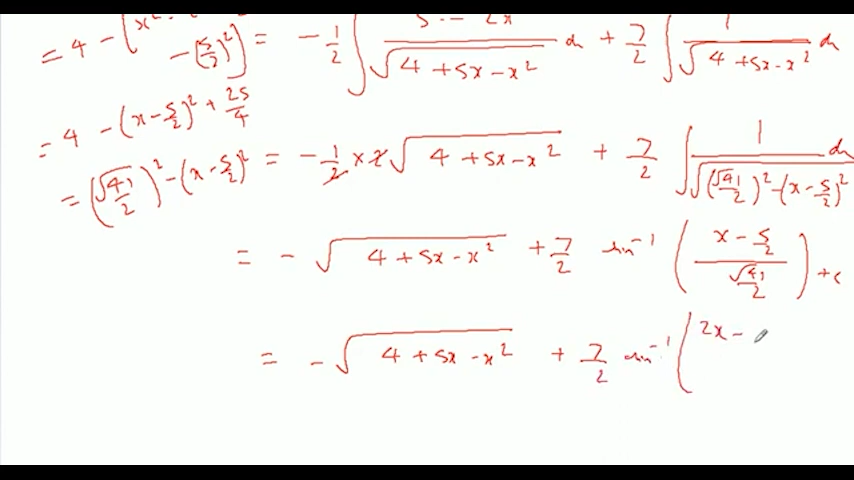 = 4 - (x²
- (5/2)²] = -1/2 ∫ 5 - 2x / √(4 + 5x - x²) dx + 7/2 ∫ 1 / √(4 + 5x - x²) dx
= 4 - (x - 5/2)² + 25/4
= (√41/2)² - (x - 5/2)² = -1/2 × 2 √(4 + 5x - x²) + 7/2 ∫ 1 / √((√41/2)² - (x - 5/2)²) dx
= - √(4 + 5x - x²) + 7/2 sin⁻¹ ( (x - 5/2) / (√41/2) ) + c
= - √(4 + 5x - x²) + 7/2 sin⁻¹ ( 2x -